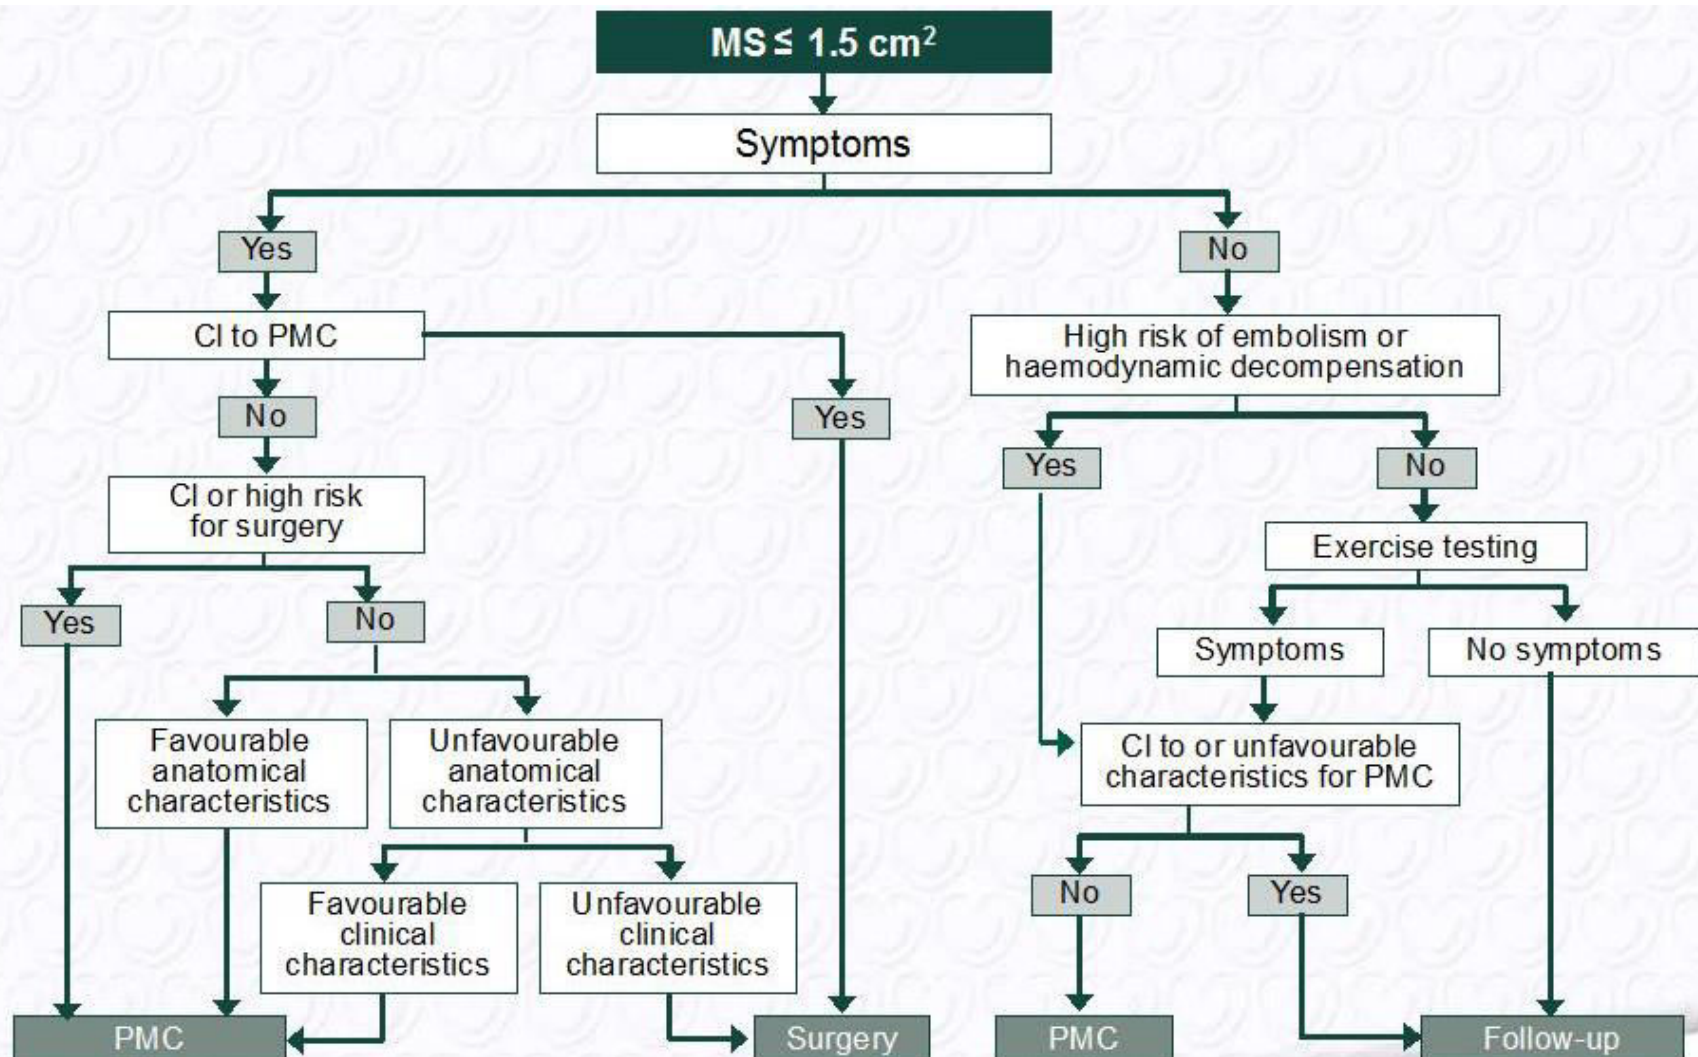 MS ≤ 1.5 cm²
Symptoms
Yes
No
CI to PMC
High risk of embolism or
haemodynamic decompensation
No
Yes
Yes
No
CI or high risk
for surgery
Exercise testing
Yes
No
Symptoms
No symptoms
Favourable
anatomical
characteristics
Unfavourable
anatomical
characteristics
CI to or unfavourable
characteristics for PMC
No
Yes
Favourable
clinical
characteristics
Unfavourable
clinical
characteristics
PMC
Surgery
PMC
Follow-up